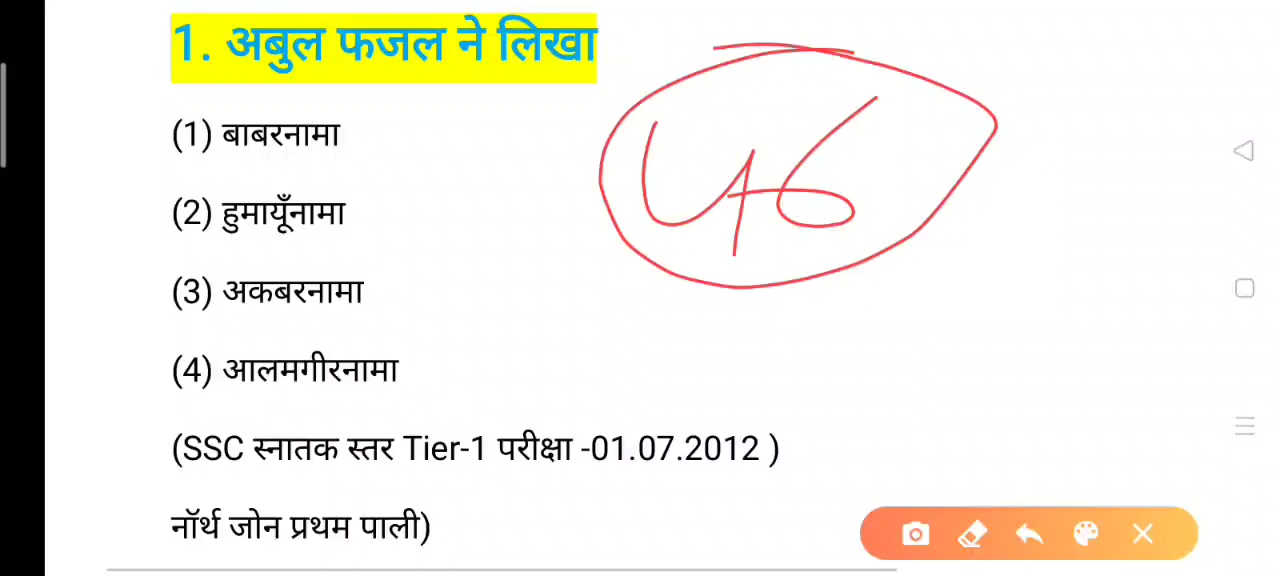 1. अबुल फजल ने लिखा
(1) बाबरनामा
(2) हुमायूँनामा
(3) अकबरनामा
(4) आलमगीरनामा
(SSC स्नातक स्तर Tier-1 परीक्षा -01.07.2012 )
नॉर्थ जोन प्रथम पाली)
46